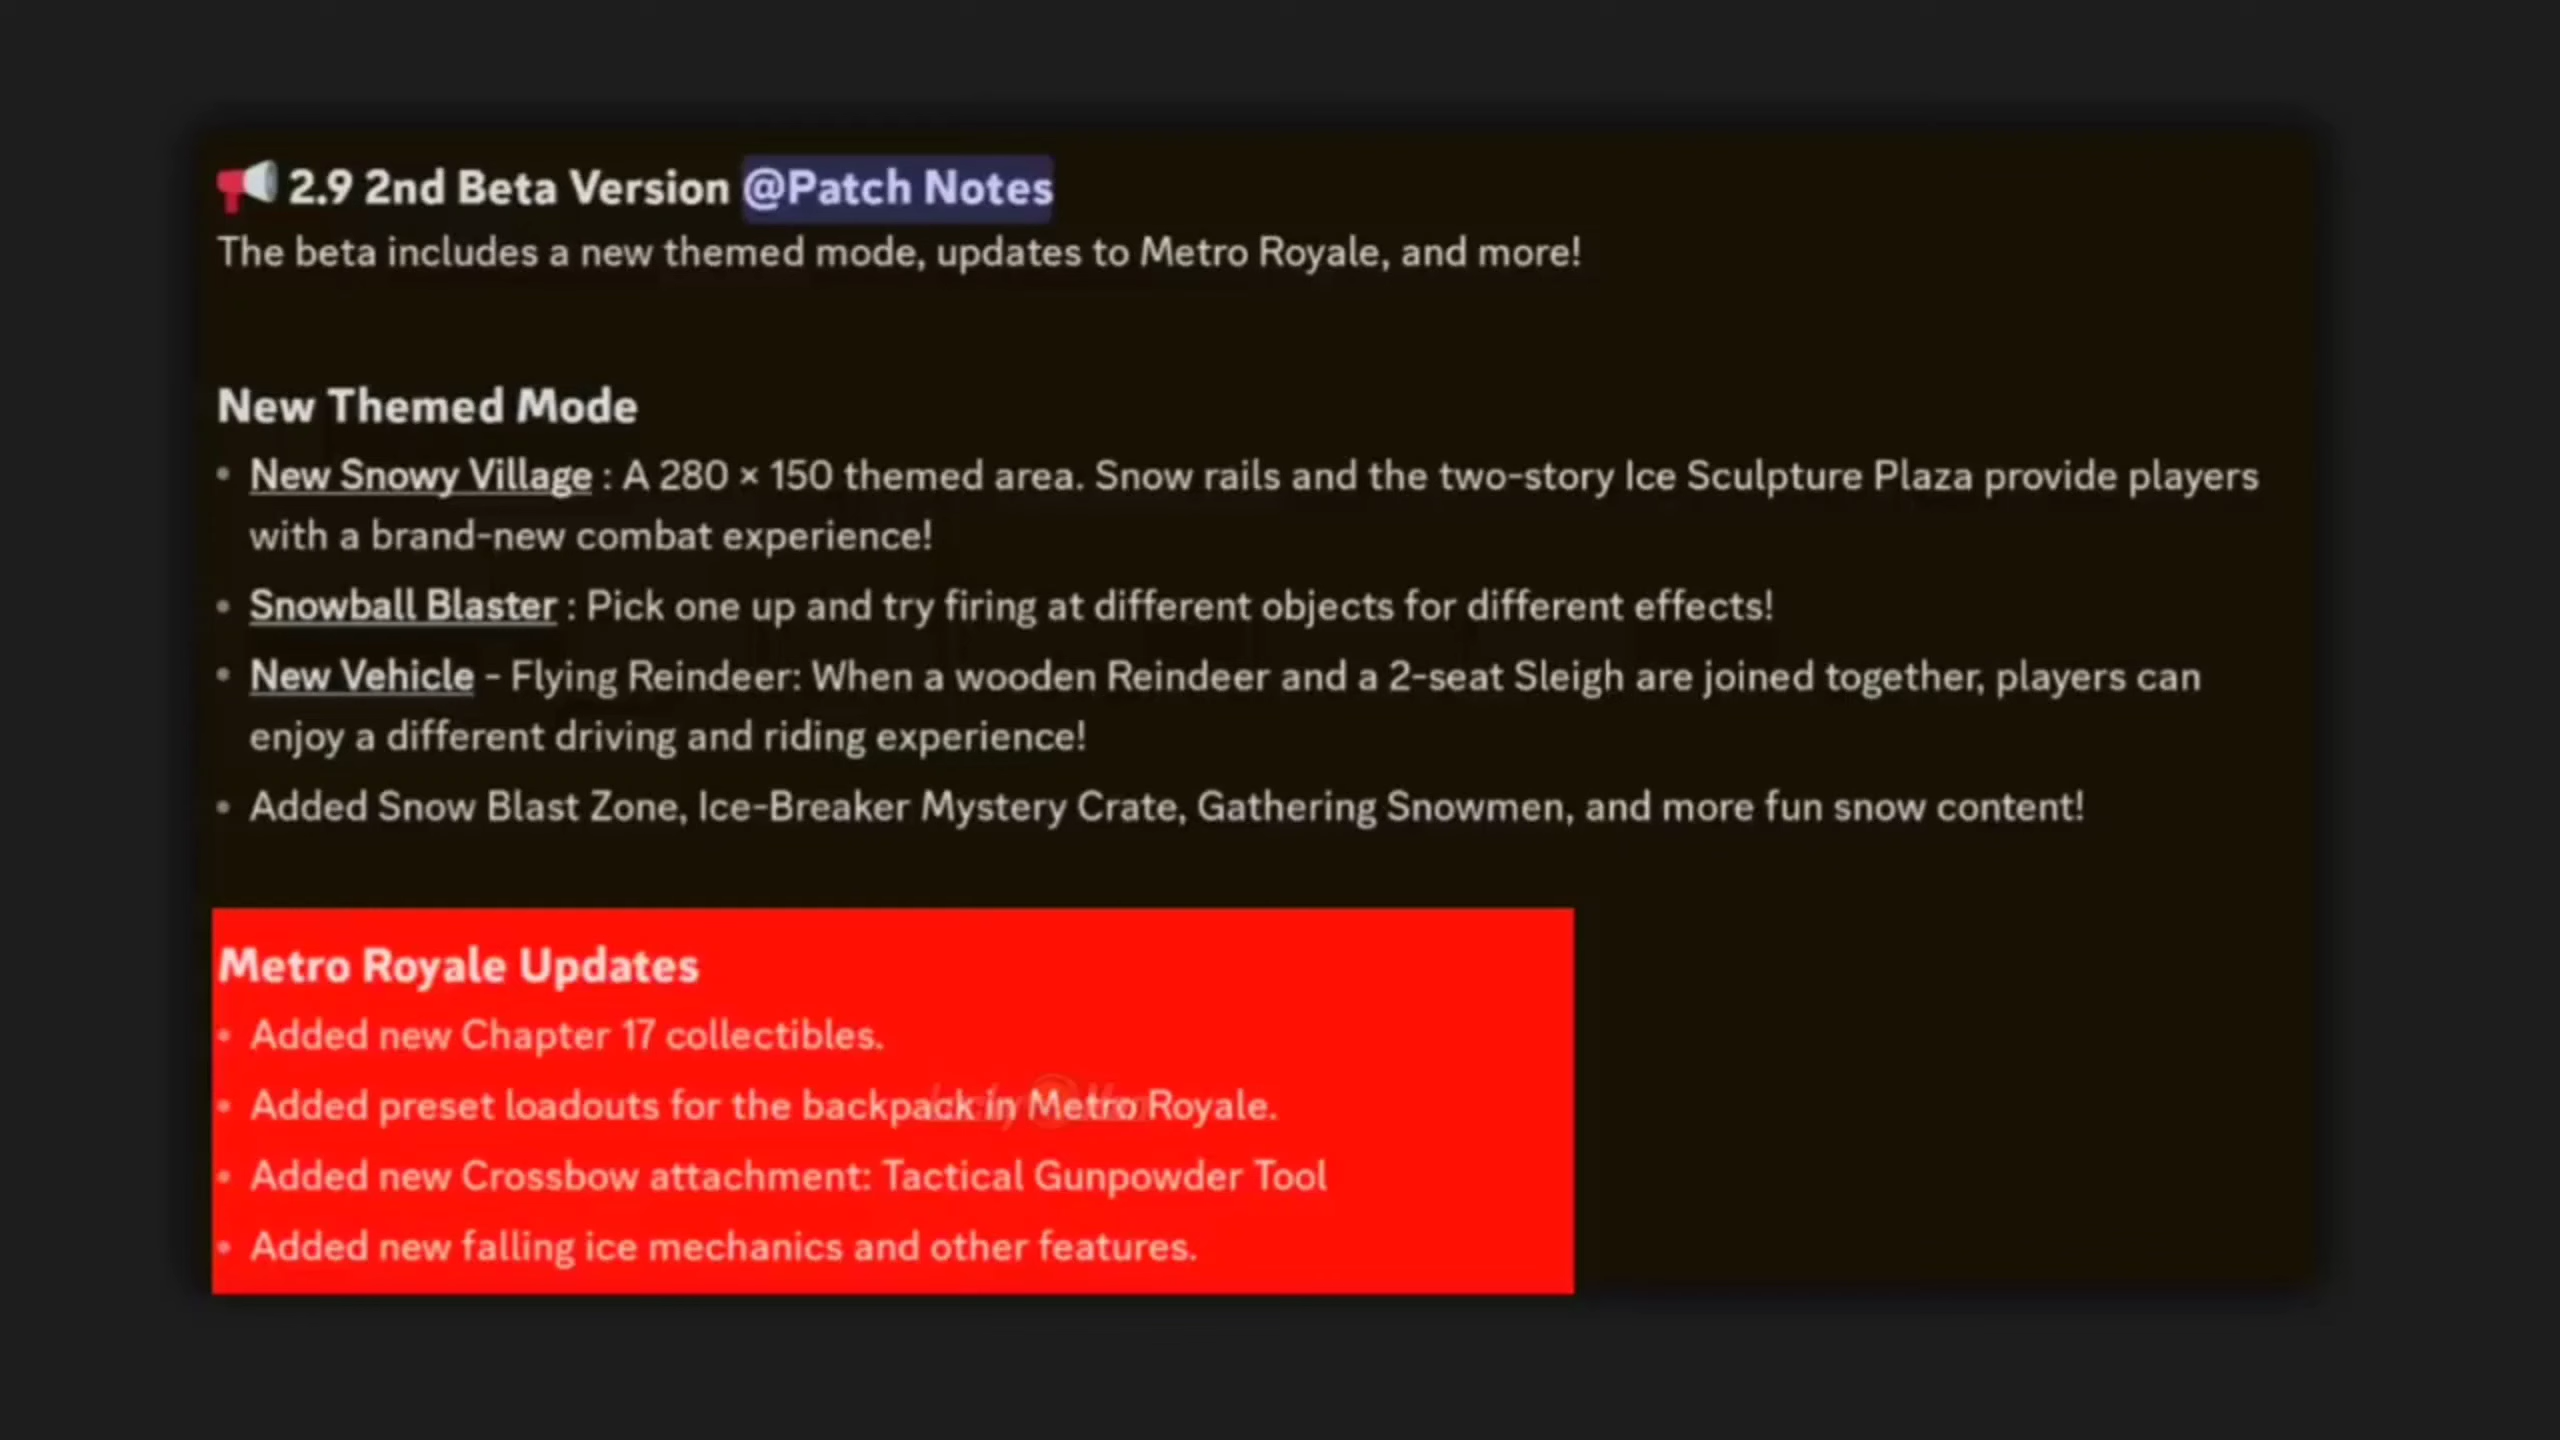 📢 2.9 2nd Beta Version @Patch Notes
The beta includes a new themed mode, updates to Metro Royale, and more!
New Themed Mode
• New Snowy Village : A 280 × 150 themed area. Snow rails and the two-story Ice Sculpture Plaza provide players
with a brand-new combat experience!
• Snowball Blaster : Pick one up and try firing at different objects for different effects!
• New Vehicle - Flying Reindeer: When a wooden Reindeer and a 2-seat Sleigh are joined together, players can
enjoy a different driving and riding experience!
• Added Snow Blast Zone, Ice-Breaker Mystery Crate, Gathering Snowmen, and more fun snow content!
Metro Royale Updates
• Added new Chapter 17 collectibles.
• Added preset loadouts for the backpack in Metro Royale.
• Added new Crossbow attachment: Tactical Gunpowder Tool
• Added new falling ice mechanics and other features.